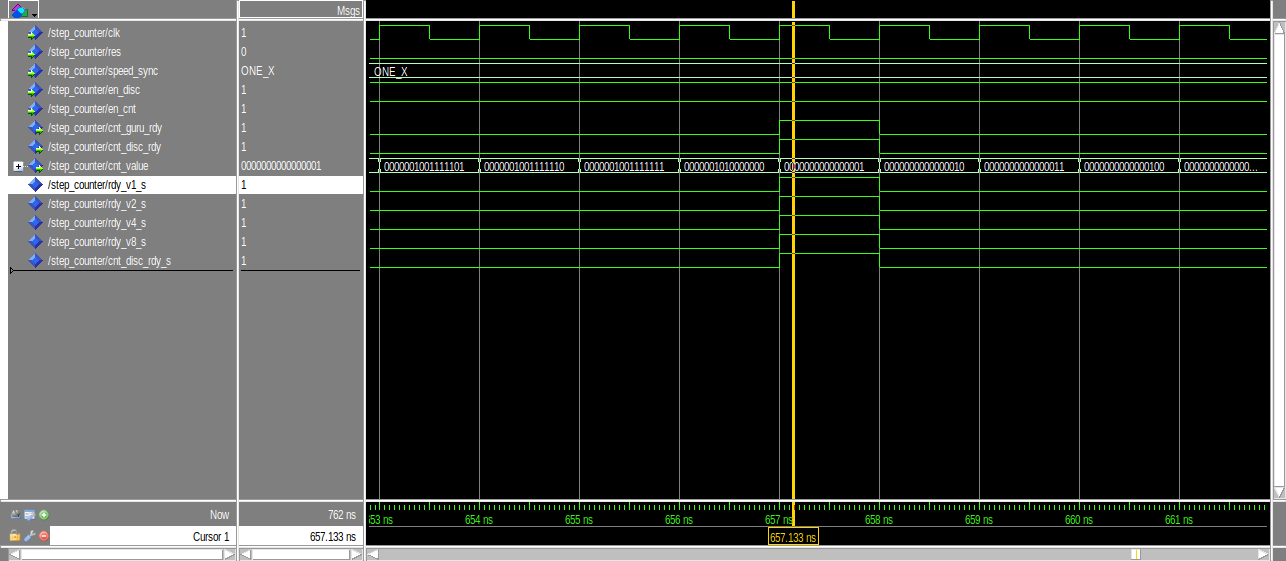 Msgs
/step_counter/clk 1
/step_counter/res 0
/step_counter/speed_sync ONE_X ONE_X
/step_counter/en_disc 1
/step_counter/en_cnt 1
/step_counter/cnt_guru_rdy 1
/step_counter/cnt_disc_rdy 1
/step_counter/cnt_value 0000000000000001 0000001001111101 0000001001111110 0000001001111111 0000001010000000 0000000000000001 0000000000000010 0000000000000011 0000000000000100 0000000000000...
/step_counter/rdy_v1_s 1
/step_counter/rdy_v2_s 1
/step_counter/rdy_v4_s 1
/step_counter/rdy_v8_s 1
/step_counter/cnt_disc_rdy_s 1
Now 762 ns 53 ns 654 ns 655 ns 656 ns 657 ns 658 ns 659 ns 660 ns 661 ns
Cursor 1 657.133 ns 657.133 ns